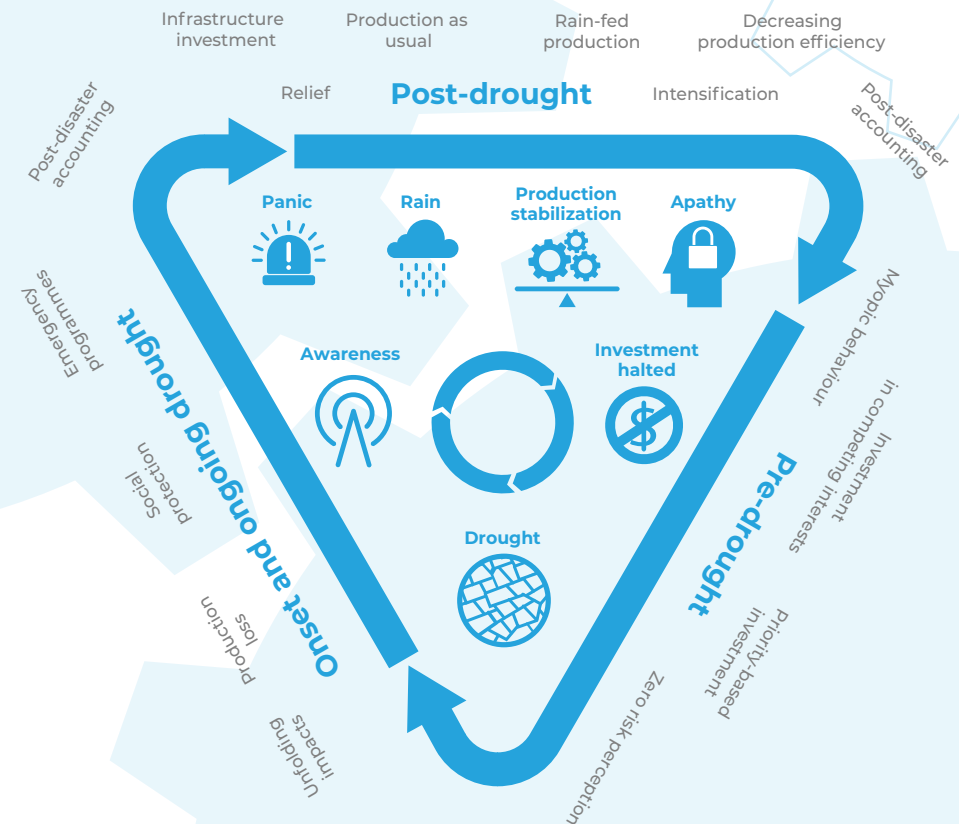 Infrastructure
investment
Production as
usual
Rain-fed
production
Decreasing
production efficiency
Relief
Post-drought
Intensification
Post-disaster
accounting
Post-disaster
accounting
Panic
Rain
Production
stabilization
Apathy
Awareness
Investment
halted
Drought
Myopic behaviour
Investment
in competing interests
Pre-drought
Priority-based
investment
Zero risk perception
Unfolding
impacts
Production
loss
Onset and ongoing drought
Social
protection
Emergency
programmes